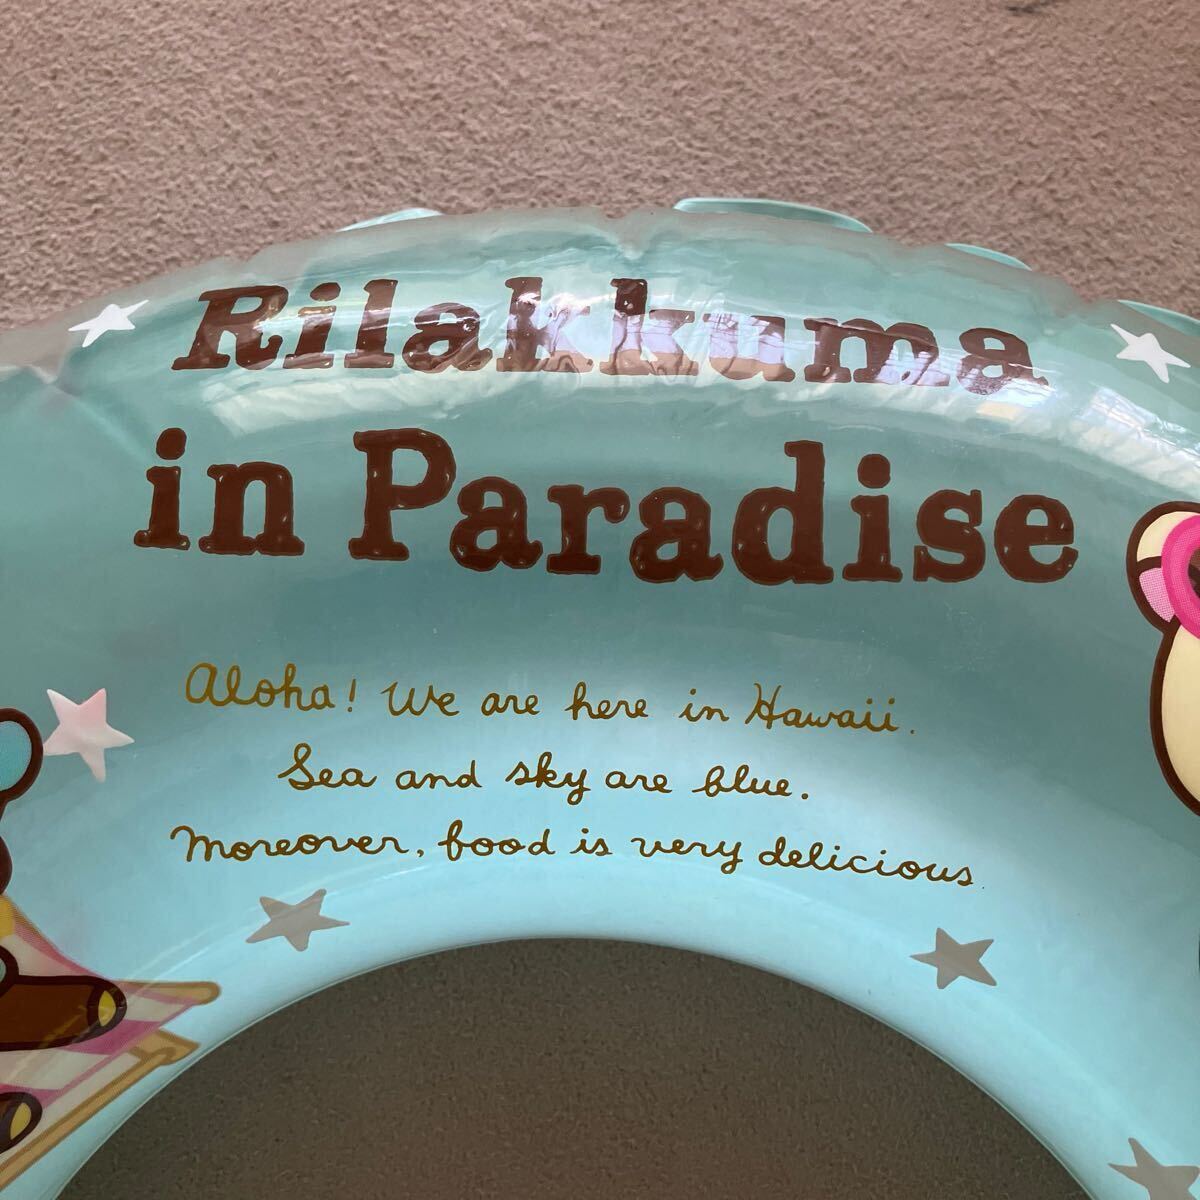 Rilakkuma
in Paradise
Aloha! We are here in Hawaii.
Sea and sky are blue.
Moreover, food is very delicious.